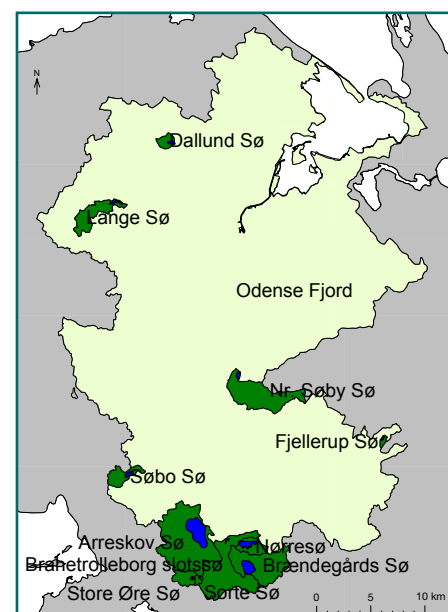 N
Dallund Sø
Lange Sø
Odense Fjord
Nr. Søby Sø
Fjellerup Sø
Søbo Sø
Arreskov Sø
Nørresø
Brahetrolleborg slotssø
Brændegårds Sø
Store Øre Sø
Sørte Sø
0 5 10 km